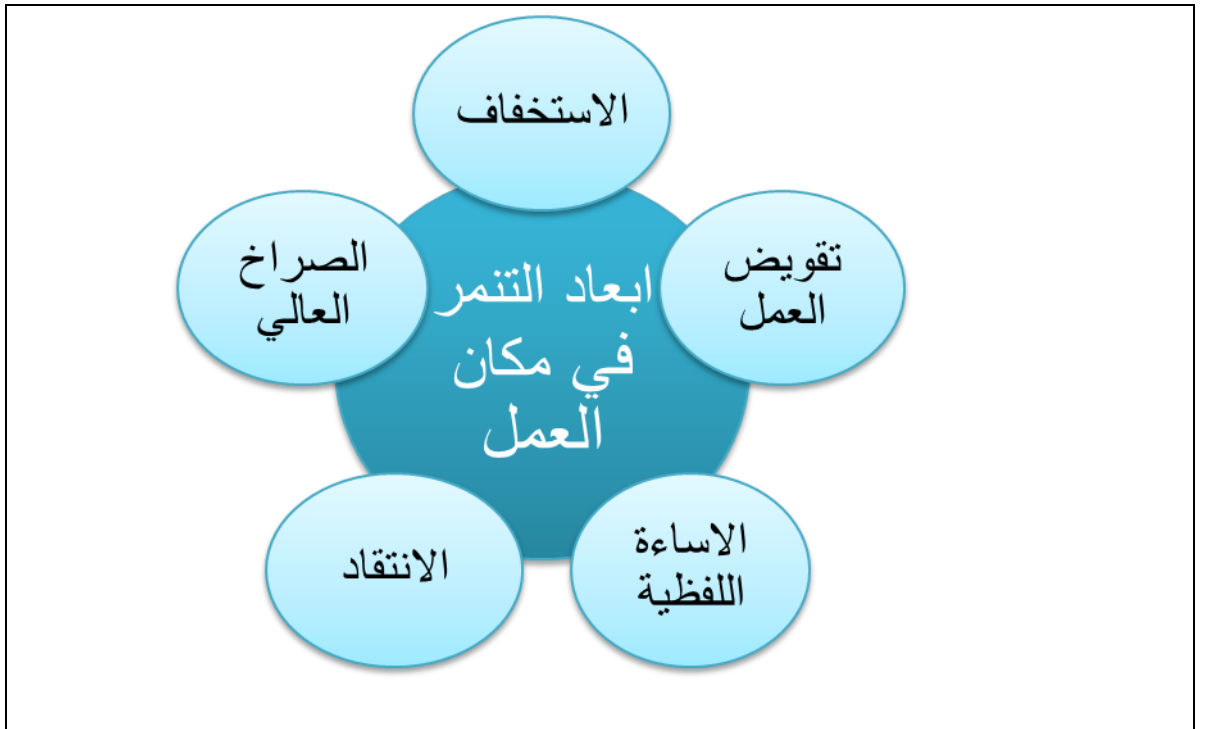 الاستخفاف
تقويض
العمل
الاساءة
اللفظية
الانتقاد
الصراخ
العالي
ابعاد التنمر
في مكان
العمل